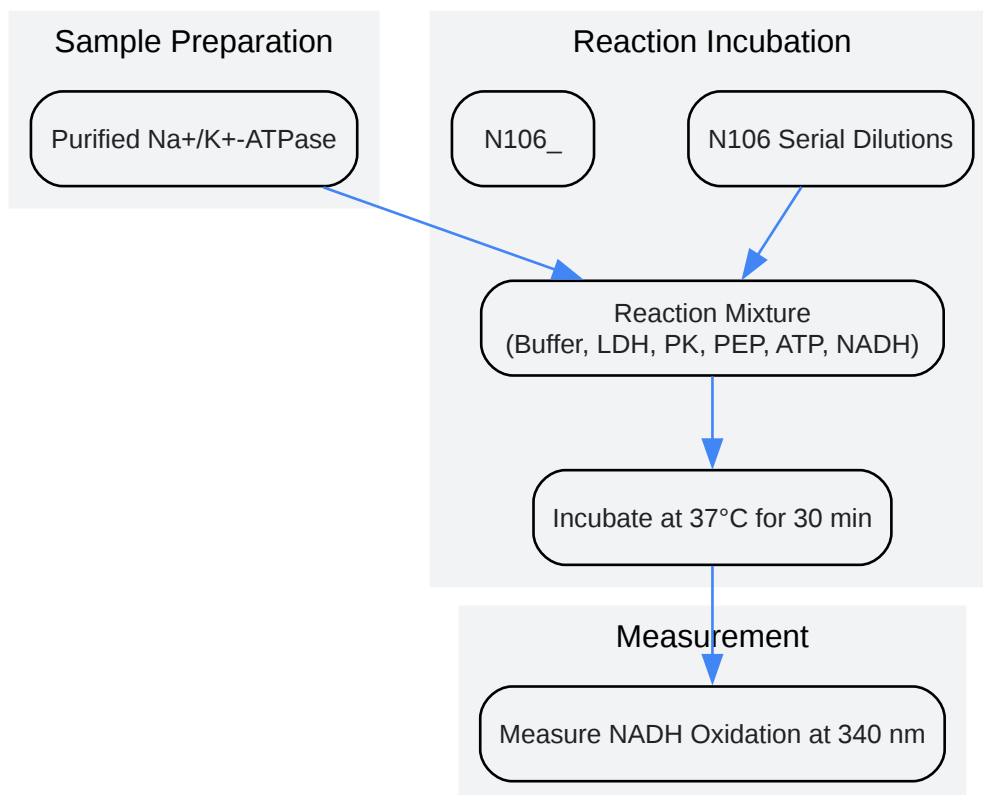 Sample Preparation
Purified Na+/K+-ATPase
Reaction Incubation
N106_
N106 Serial Dilutions
Reaction Mixture
(Buffer, LDH, PK, PEP, ATP, NADH)
Incubate at 37°C for 30 min
Measurement
Measure NADH Oxidation at 340 nm